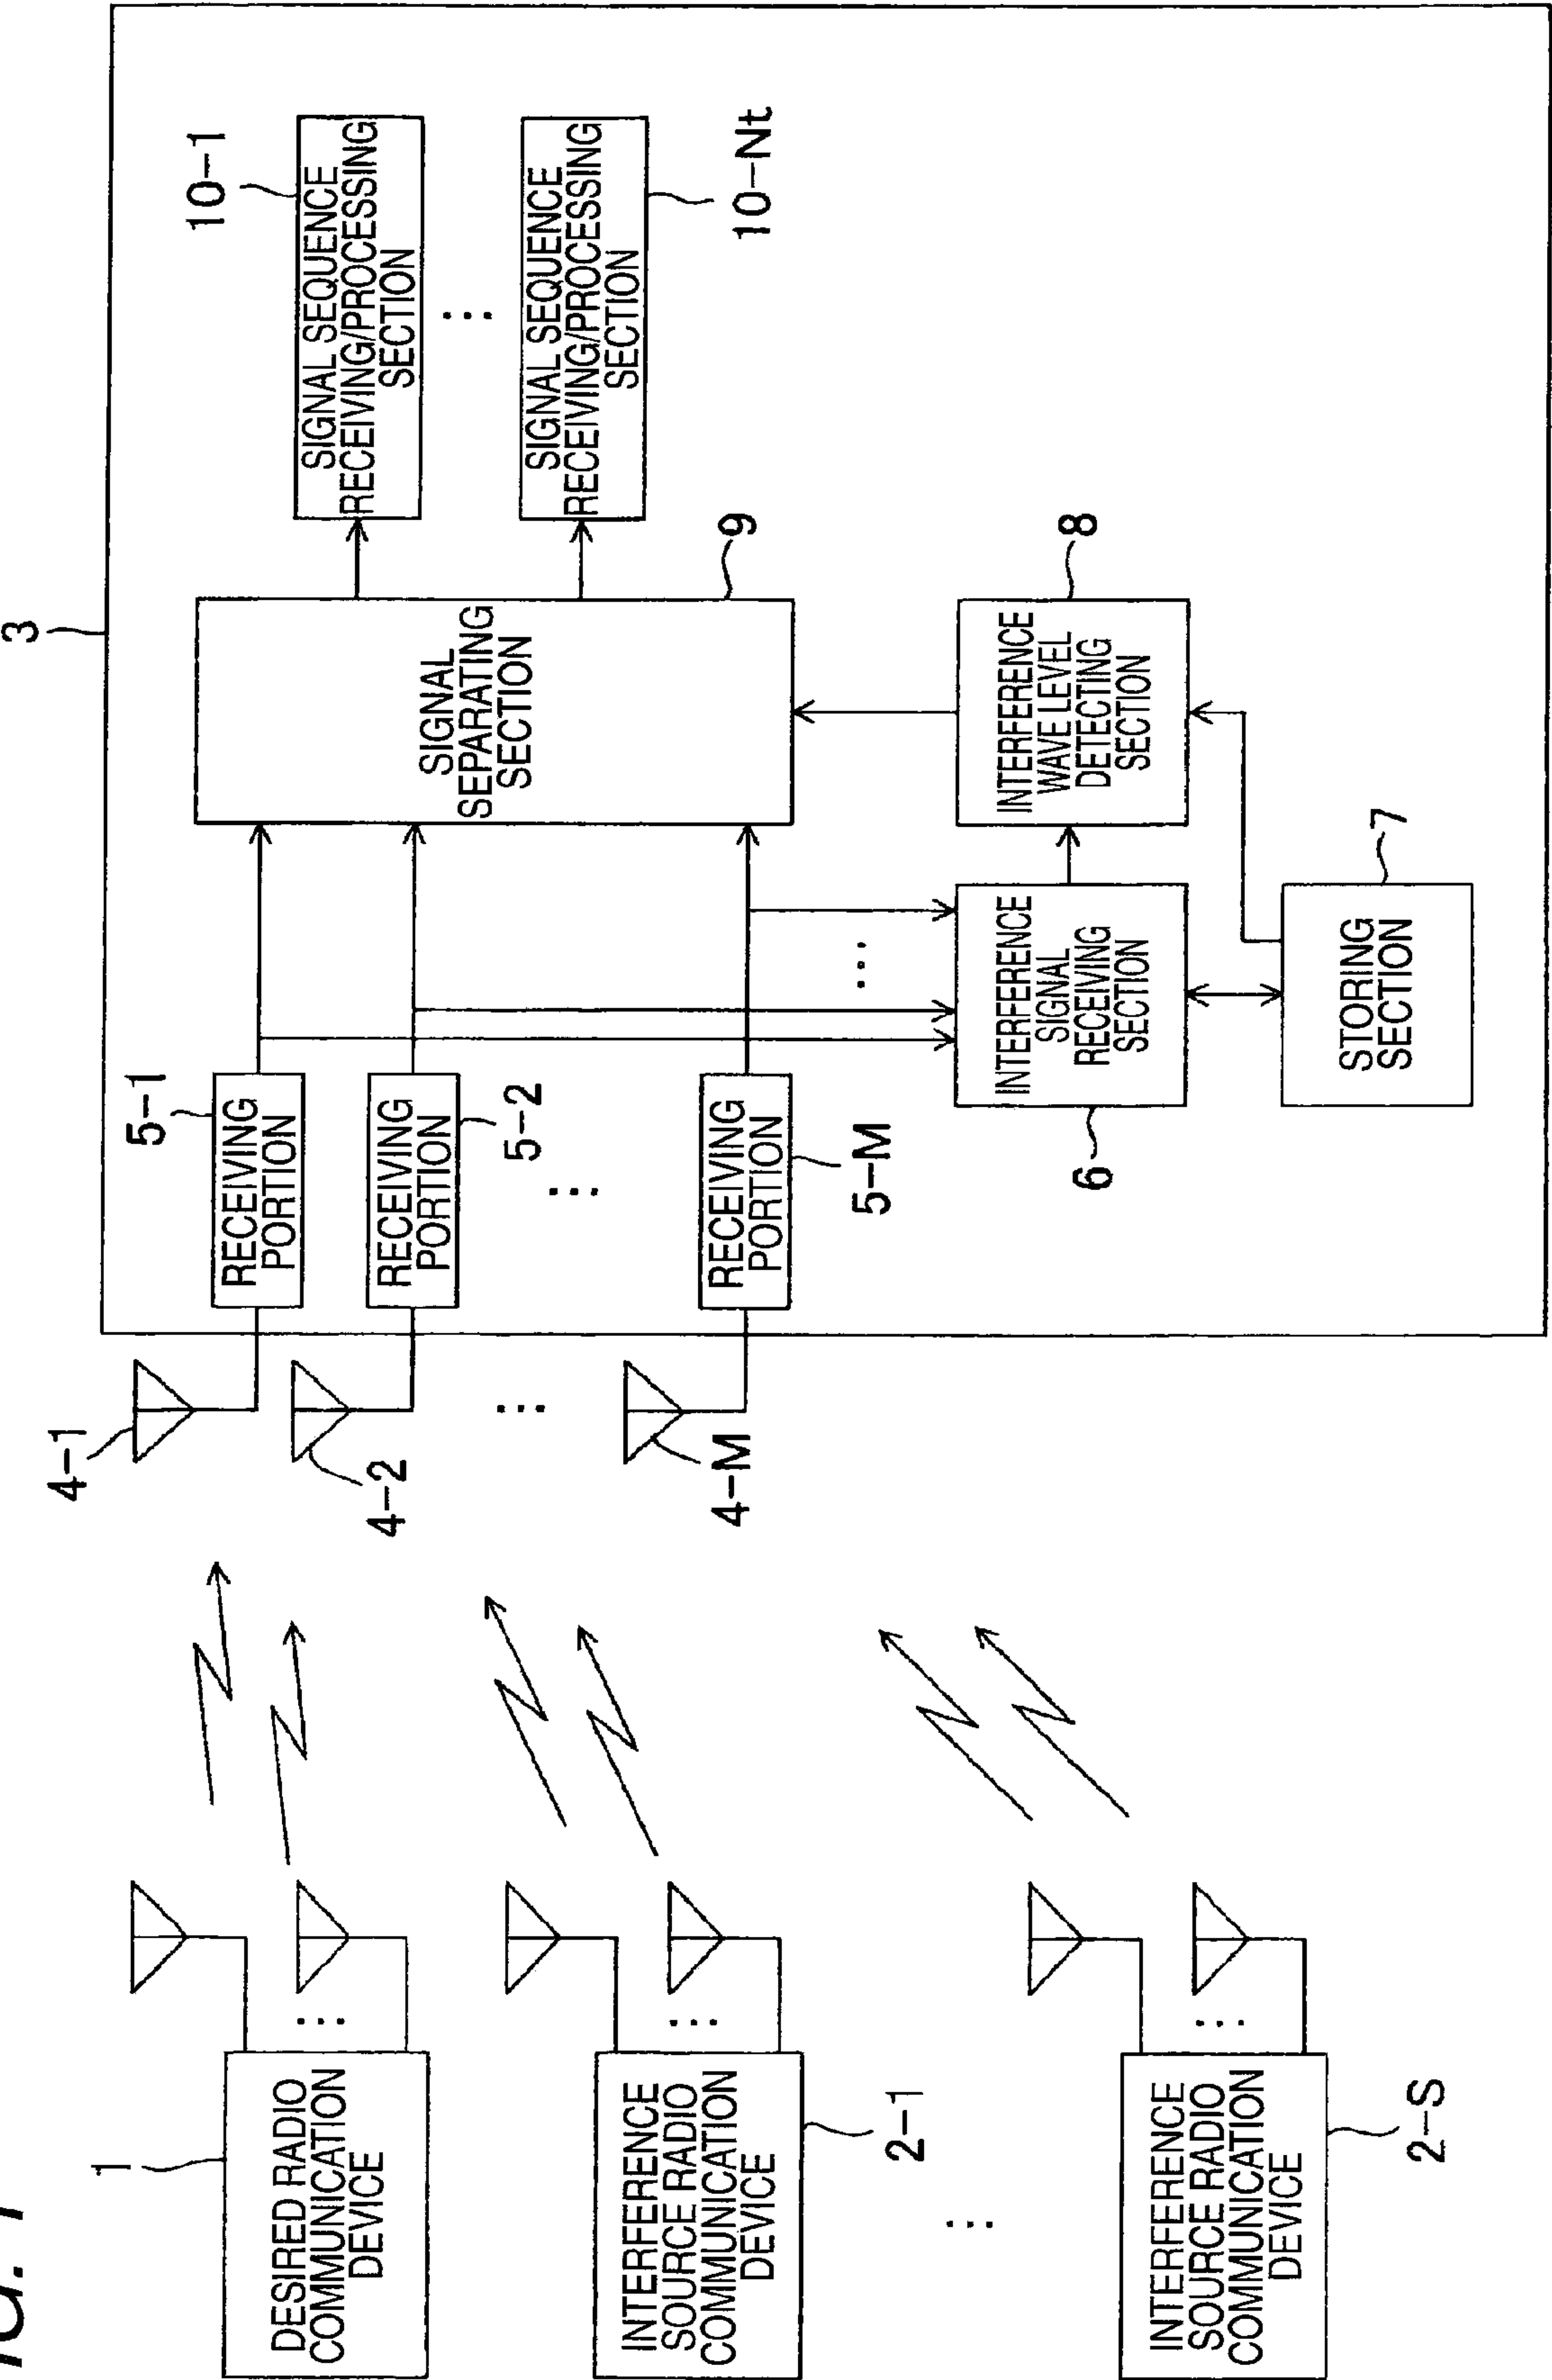 3
10-1
SIGNAL SEQUENCE
RECEIVING/PROCESSING
SECTION
...
SIGNAL SEQUENCE
RECEIVING/PROCESSING
SECTION
10-Nt
SIGNAL
SEPARATING
SECTION
9
INTERFERENCE
WAVE LEVEL
DETECTING
SECTION
8
5-1
RECEIVING
PORTION
RECEIVING
PORTION
5-2
...
RECEIVING
PORTION
5-M
...
INTERFERENCE
SIGNAL
RECEIVING
SECTION
6
STORING
SECTION
7
4-1
4-2
...
4-M
1
DESIRED RADIO
COMMUNICATION
DEVICE
...
INTERFERENCE
SOURCE RADIO
COMMUNICATION
DEVICE
...
2-1
...
INTERFERENCE
SOURCE RADIO
COMMUNICATION
DEVICE
...
2-S